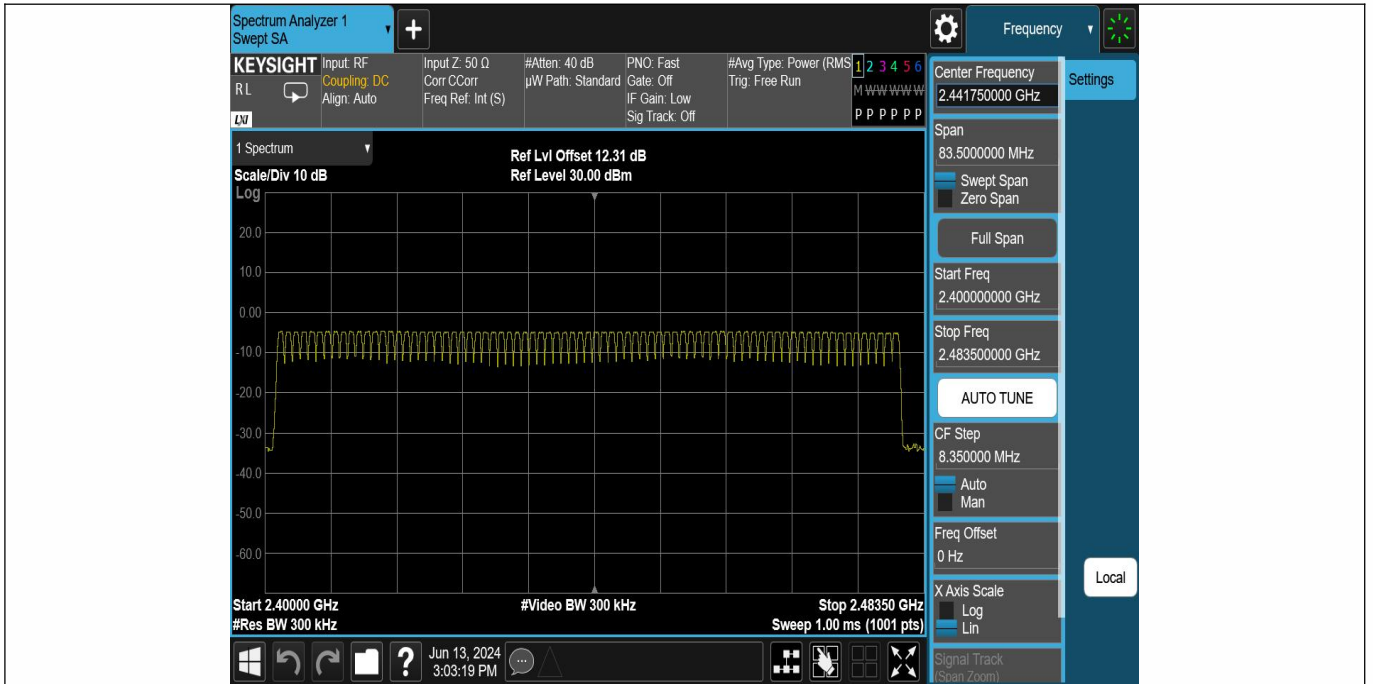 Spectrum Analyzer 1
Swept SA
+
Frequency
KEYSIGHT
RL
LXI
Input: RF
Coupling: DC
Align: Auto
Input Z: 50 Ω
Corr CCorr
Freq Ref: Int (S)
#Atten: 40 dB
µW Path: Standard
PNO: Fast
Gate: Off
IF Gain: Low
Sig Track: Off
#Avg Type: Power (RMS
Trig: Free Run
1 2 3 4 5 6
M W W W W W
P P P P P P
Center Frequency
2.441750000 GHz
Settings
Span
83.5000000 MHz
Swept Span
Zero Span
Full Span
Start Freq
2.400000000 GHz
Stop Freq
2.483500000 GHz
AUTO TUNE
CF Step
8.350000 MHz
Auto
Man
Freq Offset
0 Hz
X Axis Scale
Log
Lin
Signal Track
(Span Zoom)
Local
1 Spectrum
Scale/Div 10 dB
Ref Lvl Offset 12.31 dB
Ref Level 30.00 dBm
Log
20.0
10.0
0.00
-10.0
-20.0
-30.0
-40.0
-50.0
-60.0
Start 2.40000 GHz
#Video BW 300 kHz
Stop 2.48350 GHz
#Res BW 300 kHz
Sweep 1.00 ms (1001 pts)
?
Jun 13, 2024
3:03:19 PM